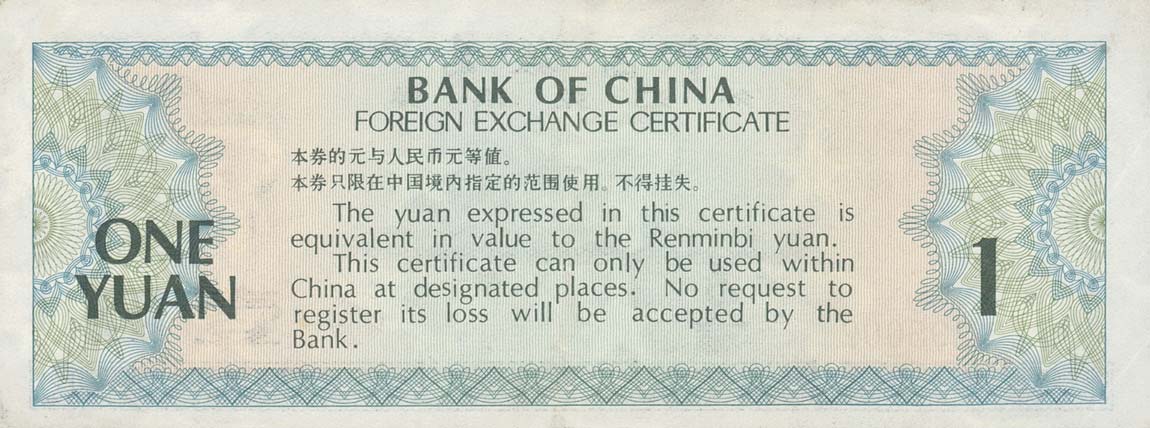 BANK OF CHINA
FOREIGN EXCHANGE CERTIFICATE
本券的元与人民币元等值。
本券只限在中国境内指定的范围使用。不得挂失。
The yuan expressed in this certificate is
equivalent in value to the Renminbi yuan.
This certificate can only be used within
China at designated places. No request to
register its loss will be accepted by the
Bank.
ONE
YUAN
1